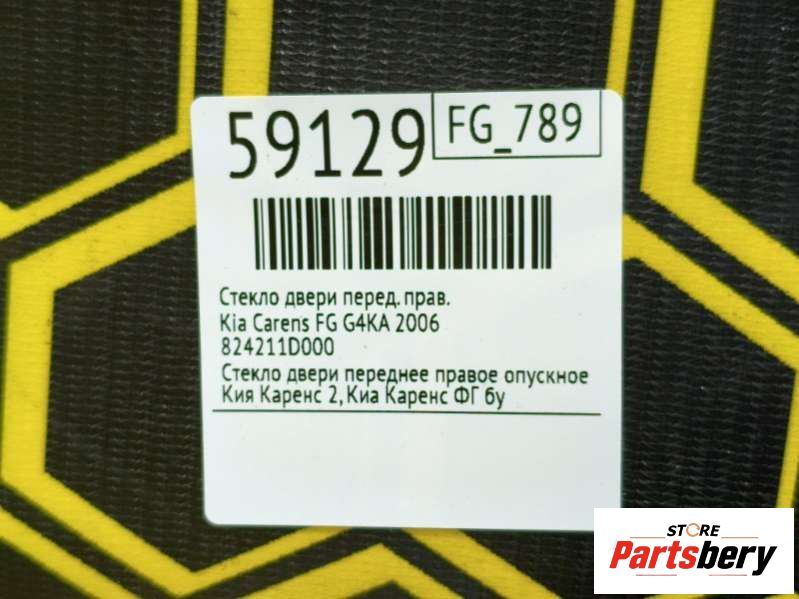 59129
FG_789
Стекло двери перед. прав.
Kia Carens FG G4KA 2006
824211D000
Стекло двери переднее правое опускное
Кия Каренс 2, Киа Каренс ФГ бу
STORE
Partsbery